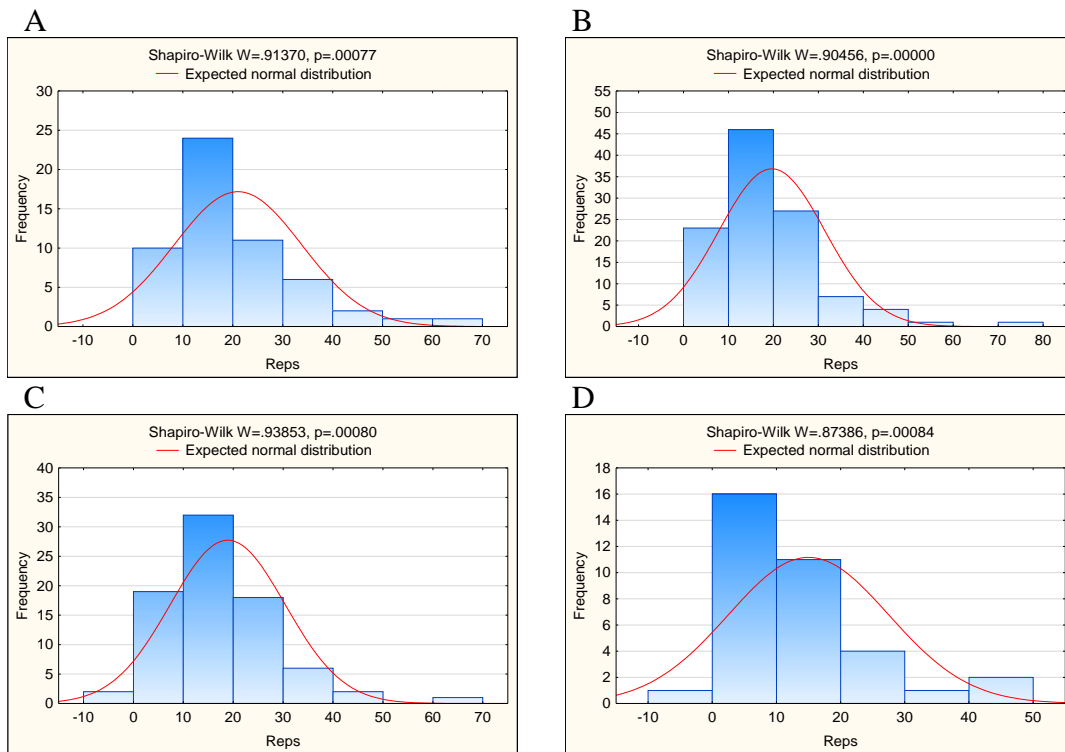 A
Shapiro-Wilk W=.91370, p=.00077
Expected normal distribution
30
25
20
15
10
5
0
Frequency
-10 0 10 20 30 40 50 60 70
Reps
B
Shapiro-Wilk W=.90456, p=.00000
Expected normal distribution
55
50
45
40
35
30
25
20
15
10
5
0
Frequency
-10 0 10 20 30 40 50 60 70 80
Reps
C
Shapiro-Wilk W=.93853, p=.00080
Expected normal distribution
40
35
30
25
20
15
10
5
0
Frequency
-10 0 10 20 30 40 50 60 70
Reps
D
Shapiro-Wilk W=.87386, p=.00084
Expected normal distribution
18
16
14
12
10
8
6
4
2
0
Frequency
-10 0 10 20 30 40 50
Reps